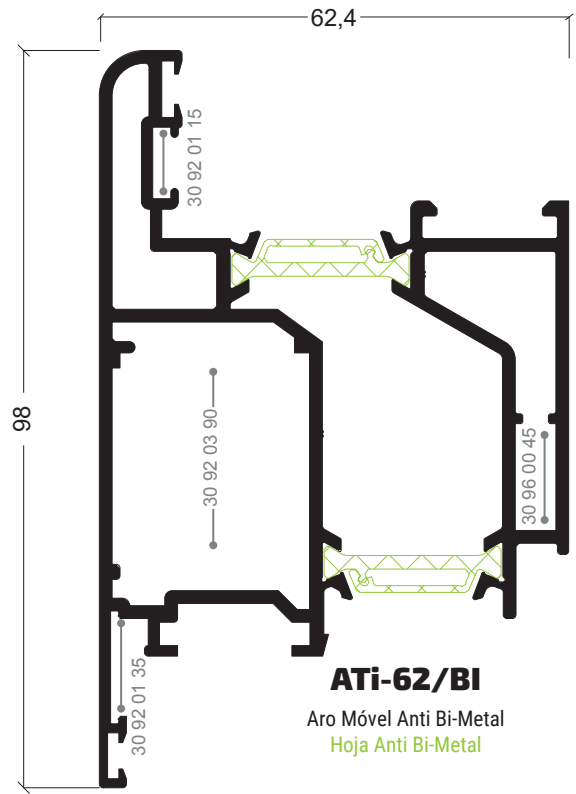 62,4
98
30 92 01 15
30 92 03 90
30 96 00 45
30 92 01 35
ATi-62/BI
Aro Móvel Anti Bi-Metal
Hoja Anti Bi-Metal